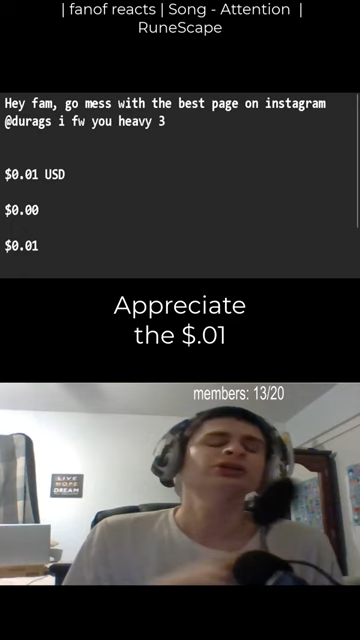 | fanof reacts | Song - Attention |
RuneScape
Hey fam, go mess with the best page on instagram
@durags i fw you heavy 3
$0.01 USD
$0.00
$0.01
Appreciate
the $.01
members: 13/20
LIVE
HOPE
DREAM